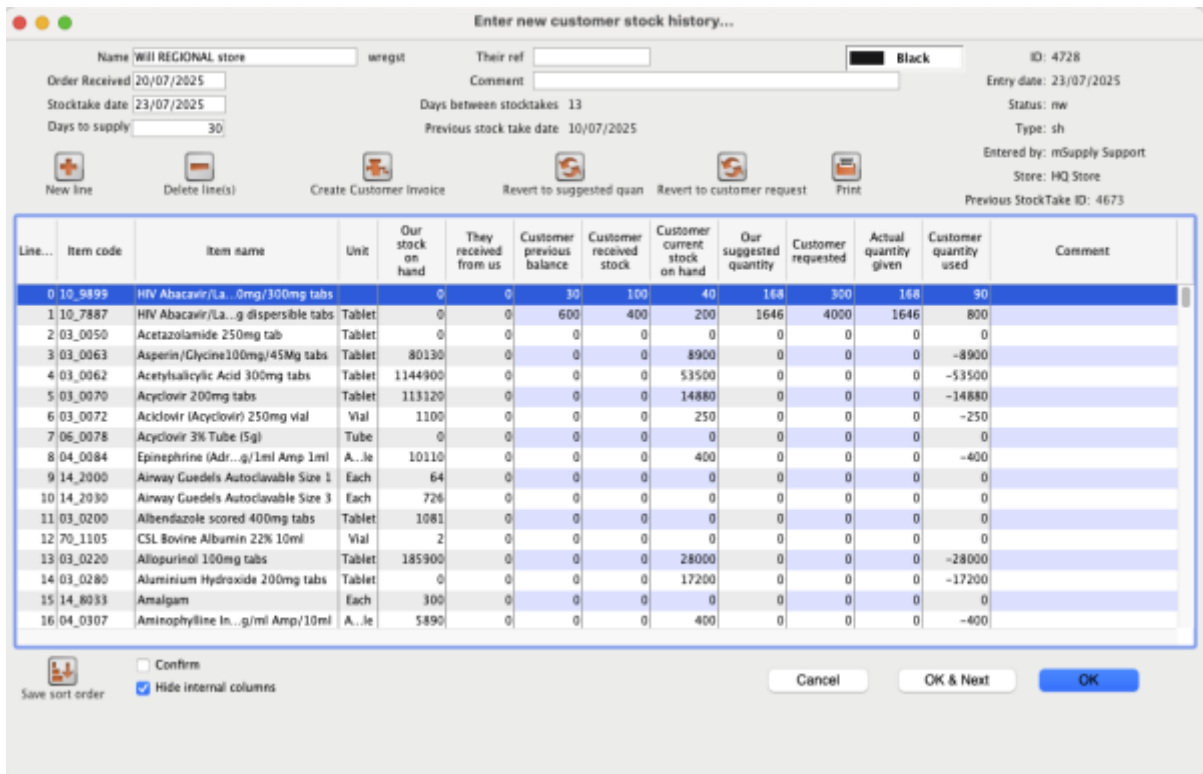 Enter new customer stock history...
Name Will REGIONAL store wregst Their ref Black ID: 4728
Order Received 20/07/2025 Comment Entry date: 23/07/2025
Stocktake date 23/07/2025 Days between stocktakes 13 Status: nw
Days to supply 30 Previous stock take date 10/07/2025 Type: sh
Entered by: mSupply Support
New line Delete line(s) Create Customer Invoice Revert to suggested quan Revert to customer request Print Store: HQ Store
Previous StockTake ID: 4673
Line... Item code Item name Unit Our stock on hand They received from us Customer previous balance Customer received stock Customer current stock on hand Our suggested quantity Customer requested Actual quantity given Customer quantity used Comment
0 10_9899 HIV Abacavir/La...0mg/300mg tabs 0 0 30 100 40 168 300 168 90
1 10_7887 HIV Abacavir/La...g dispersible tabs Tablet 0 0 600 400 200 1646 4000 1646 800
2 03_0050 Acetazolamide 250mg tab Tablet 0 0 0 0 0 0 0 0 0
3 03_0063 Asperin/Glycine100mg/45Mg tabs Tablet 80130 0 0 0 8900 0 0 0 -8900
4 03_0062 Acetylsalicylic Acid 300mg tabs Tablet 1144900 0 0 0 53500 0 0 0 -53500
5 03_0070 Acyclovir 200mg tabs Tablet 113120 0 0 0 14880 0 0 0 -14880
6 03_0072 Aciclovir (Acyclovir) 250mg vial Vial 1100 0 0 0 250 0 0 0 -250
7 06_0078 Acyclovir 3% Tube (5g) Tube 0 0 0 0 0 0 0 0 0
8 04_0084 Epinephrine (Adr...g/1ml Amp 1ml A...le 10110 0 0 0 400 0 0 0 -400
9 14_2000 Airway Guedels Autoclavable Size 1 Each 64 0 0 0 0 0 0 0 0
10 14_2030 Airway Guedels Autoclavable Size 3 Each 726 0 0 0 0 0 0 0 0
11 03_0200 Albendazole scored 400mg tabs Tablet 1081 0 0 0 0 0 0 0 0
12 70_1105 CSL Bovine Albumin 22% 10ml Vial 2 0 0 0 0 0 0 0 0
13 03_0220 Allopurinol 100mg tabs Tablet 185900 0 0 0 28000 0 0 0 -28000
14 03_0280 Aluminium Hydroxide 200mg tabs Tablet 0 0 0 0 17200 0 0 0 -17200
15 14_8033 Amalgam Each 300 0 0 0 0 0 0 0 0
16 04_0307 Aminophylline In...g/ml Amp/10ml A...le 5890 0 0 0 400 0 0 0 -400
Save sort order Confirm
Hide internal columns Cancel OK & Next OK